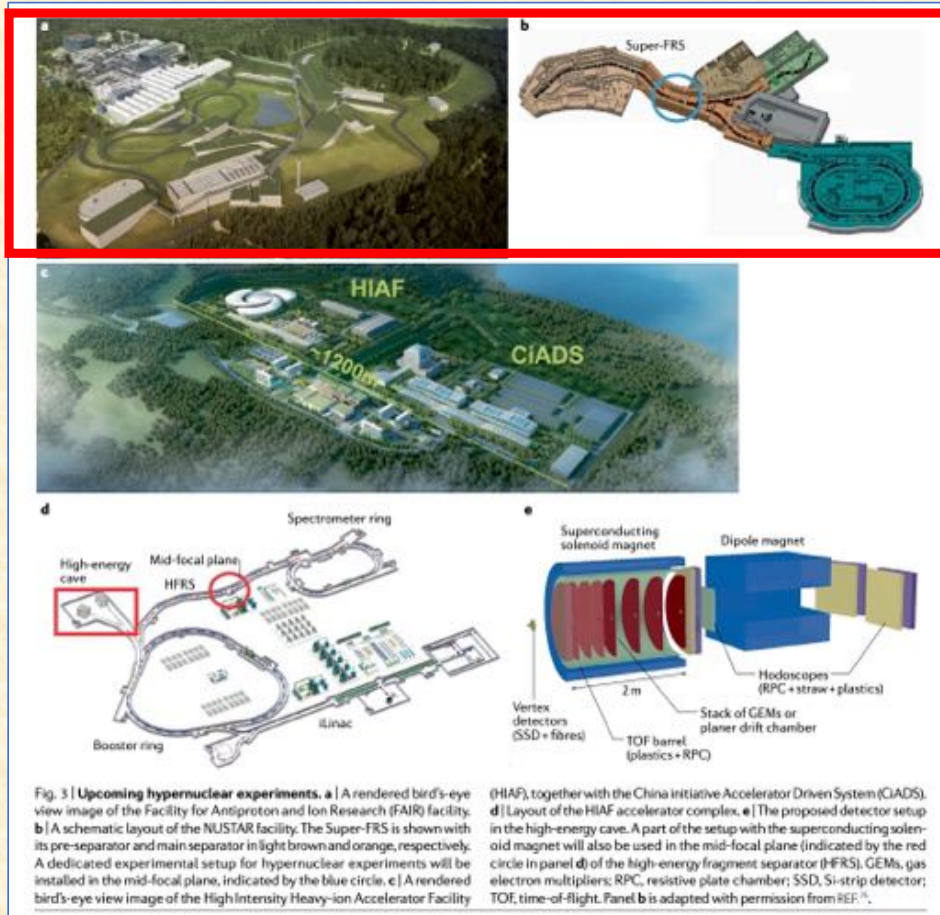 a
b
Super-FRS
c
HIAF
CiADS
~1200m
d
Spectrometer ring
Mid-focal plane
High-energy
cave
HFRS
iLinac
Booster ring
e
Superconducting
solenoid magnet
Dipole magnet
Hodoscopes
(RPC + straw + plastics)
2 m
Stack of GEMs or
planer drift chamber
Vertex
detectors
(SSD + fibres)
TOF barrel
(plastics + RPC)
Fig. 3 | Upcoming hypernuclear experiments. a | A rendered bird's-eye
view image of the Facility for Antiproton and Ion Research (FAIR) facility.
b | A schematic layout of the NUSTAR facility. The Super-FRS is shown with
its pre-separator and main separator in light brown and orange, respectively.
A dedicated experimental setup for hypernuclear experiments will be
installed in the mid-focal plane, indicated by the blue circle. c | A rendered
bird's-eye view image of the High Intensity Heavy-ion Accelerator Facility
(HIAF), together with the China initiative Accelerator Driven System (CiADS).
d | Layout of the HIAF accelerator complex. e | The proposed detector setup
in the high-energy cave. A part of the setup with the superconducting solen-
oid magnet will also be used in the mid-focal plane (indicated by the red
circle in panel d) of the high-energy fragment separator (HFRS). GEMs, gas
electron multipliers; RPC, resistive plate chamber; SSD, Si-strip detector;
TOF, time-of-flight. Panel b is adapted with permission from REF.